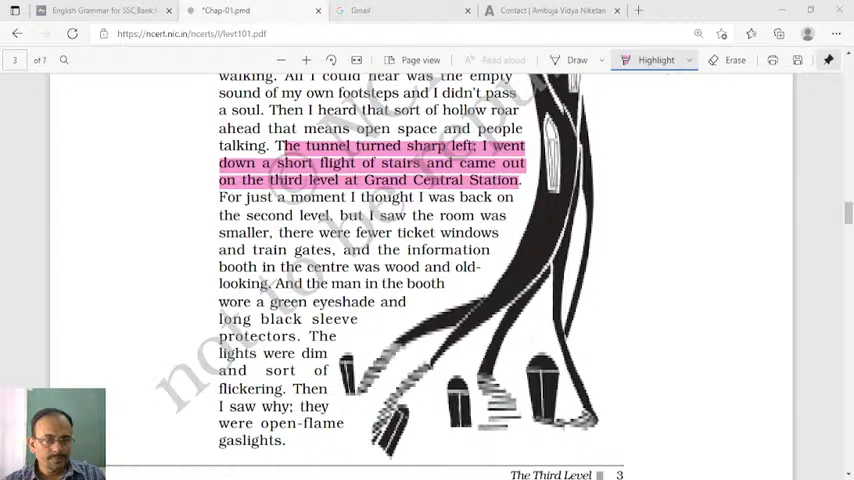 English Grammar for SSC,Bank,I
*Chap-01.pmd
Gmail
Contact | Ambuja Vidya Niketan
https://ncert.nic.in/ncerts/l/levt101.pdf
3 of 7
Page view
Read aloud
Draw
Highlight
Erase
walking. All I could hear was the empty
sound of my own footsteps and I didn't pass
a soul. Then I heard that sort of hollow roar
ahead that means open space and people
talking. The tunnel turned sharp left; I went
down a short flight of stairs and came out
on the third level at Grand Central Station.
For just a moment I thought I was back on
the second level, but I saw the room was
smaller, there were fewer ticket windows
and train gates, and the information
booth in the centre was wood and old-
looking. And the man in the booth
wore a green eyeshade and
long black sleeve
protectors. The
lights were dim
and sort of
flickering. Then
I saw why; they
were open-flame
gaslights.
The Third Level 3
© NC
not to be repu